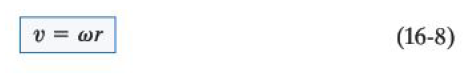 v = ωr (16-8)